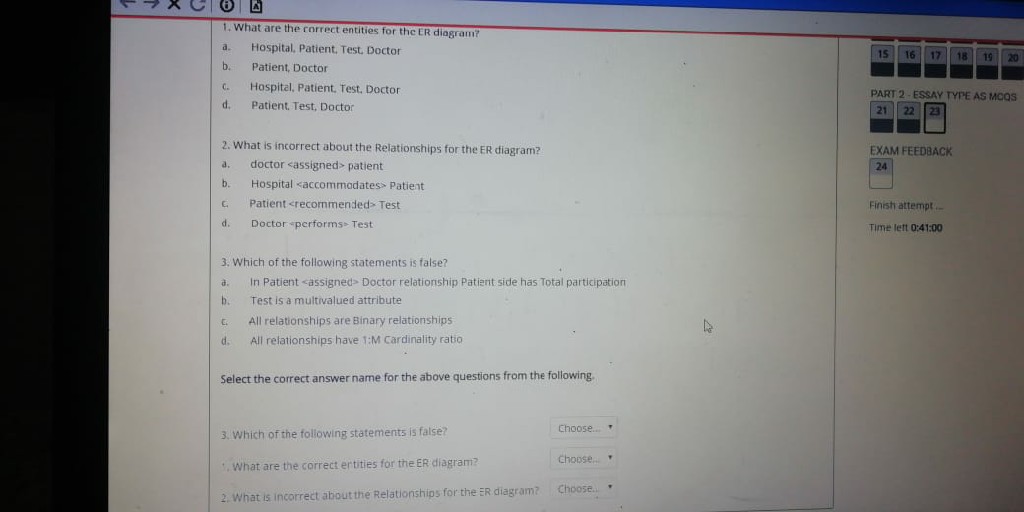 1. What are the correct entities for the ER diagram?
a. Hospital, Patient, Test, Doctor
b. Patient, Doctor
c. Hospital, Patient, Test, Doctor
d. Patient, Test, Doctor
2. What is incorrect about the Relationships for the ER diagram?
a. doctor <assigned> patient
b. Hospital <accommodates> Patient
c. Patient <recommended> Test
d. Doctor <performs> Test
3. Which of the following statements is false?
a. In Patient <assigned> Doctor relationship Patient side has Total participation
b. Test is a multivalued attribute
c. All relationships are Binary relationships
d. All relationships have 1:M Cardinality ratio
Select the correct answer name for the above questions from the following.
3. Which of the following statements is false? Choose...
1. What are the correct entities for the ER diagram? Choose...
2. What is incorrect about the Relationships for the ER diagram? Choose...
15 16 17 18 19 20
PART 2 - ESSAY TYPE AS MCQS
21 22 23
EXAM FEEDBACK
24
Finish attempt ...
Time left 0:41:00